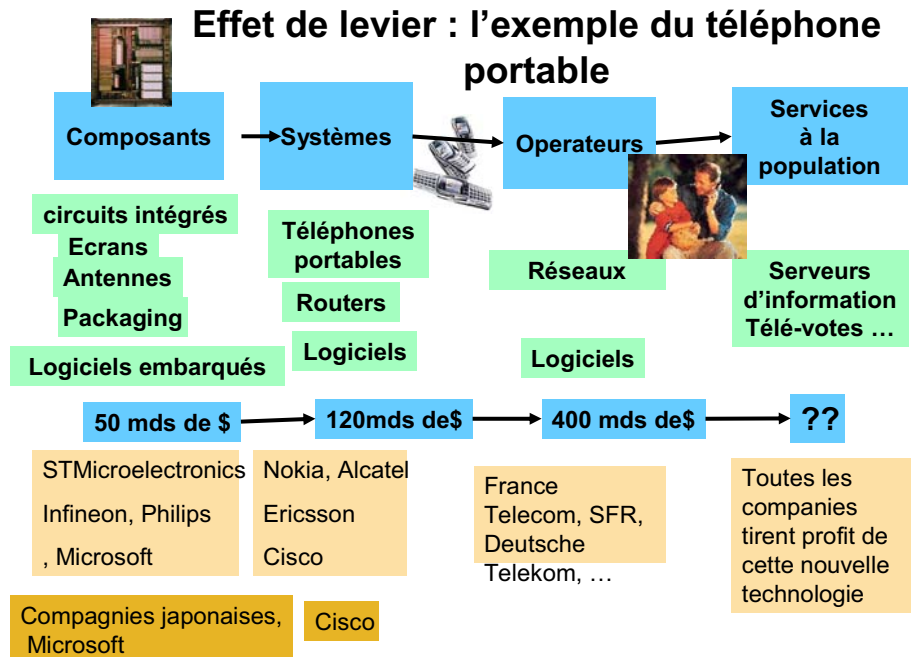 Effet de levier : l’exemple du téléphone
portable
Composants
Systèmes
Operateurs
Services
à la
population
circuits intégrés
Ecrans
Antennes
Packaging
Logiciels embarqués
Téléphones
portables
Routers
Logiciels
Réseaux
Logiciels
Serveurs
d’information
Télé-votes …
50 mds de $
120mds de$
400 mds de$
??
STMicroelectronics
Infineon, Philips
, Microsoft
Nokia, Alcatel
Ericsson
Cisco
France
Telecom, SFR,
Deutsche
Telekom, …
Toutes les
companies
tirent profit de
cette nouvelle
technologie
Compagnies japonaises,
Microsoft
Cisco